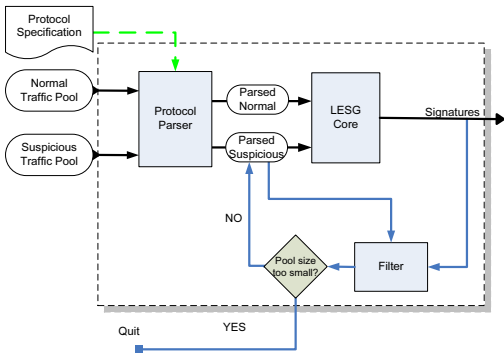 Protocol
Specification
Normal
Traffic Pool
Suspicious
Traffic Pool
Protocol
Parser
Parsed
Normal
Parsed
Suspicious
LESG
Core
Signatures
NO
Pool size
too small?
Filter
YES
Quit